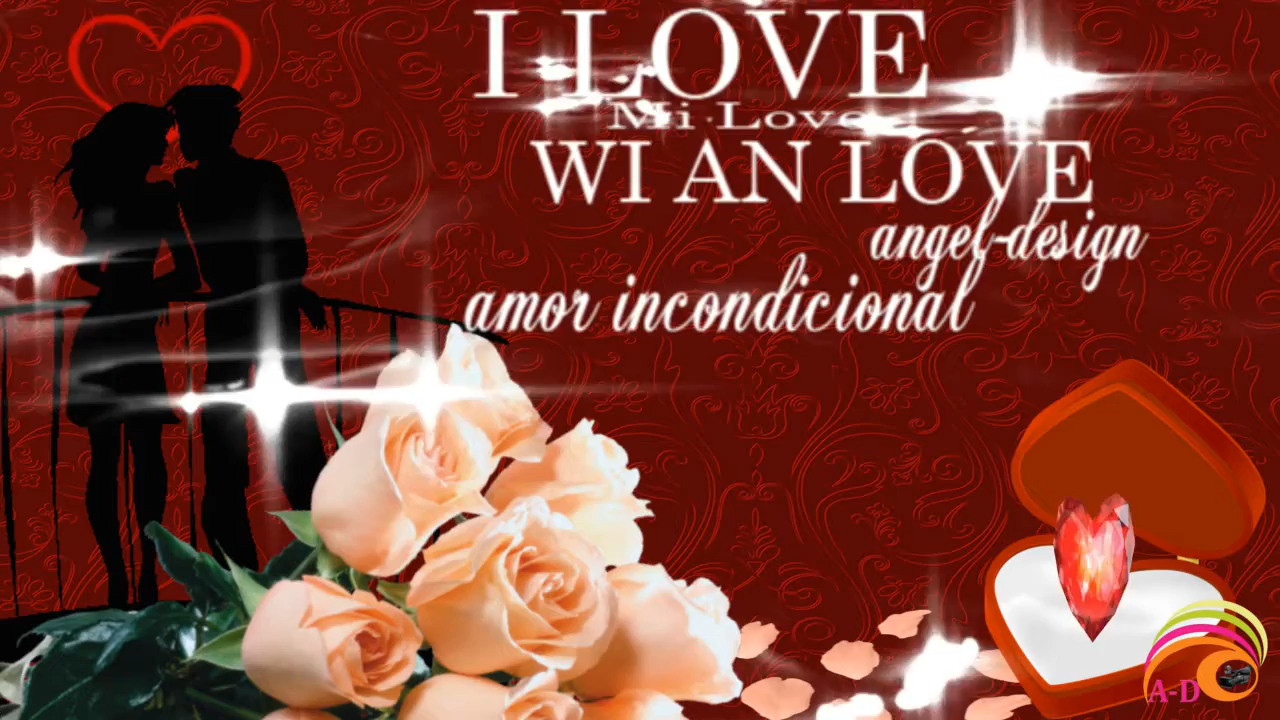 I LOVE
Mi Love
WI AN LOVE
angel-design
amor incondicional
A-D